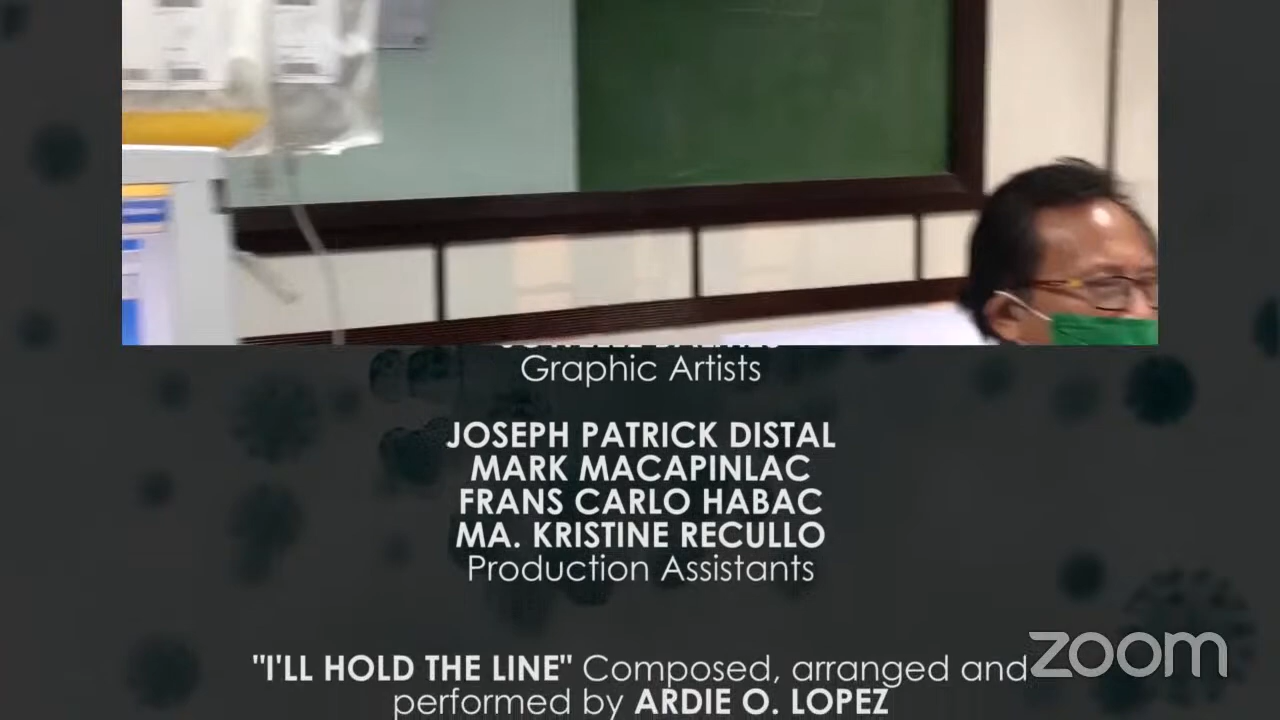 Graphic Artists
JOSEPH PATRICK DISTAL
MARK MACAPINLAC
FRANS CARLO HABAC
MA. KRISTINE RECULLO
Production Assistants
"I'LL HOLD THE LINE" Composed, arranged and
performed by ARDIE O. LOPEZ
zoom